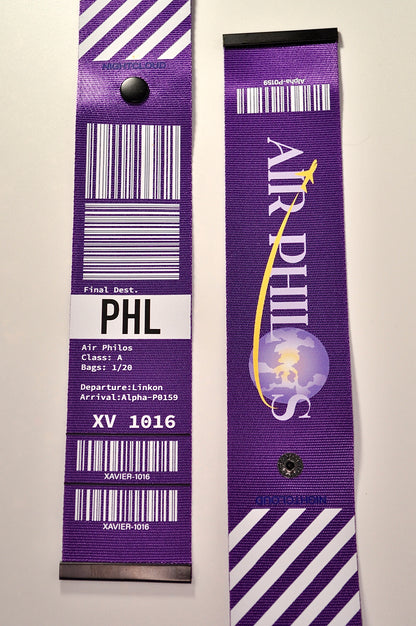 NIGHTCLOUD
Final Dest.
PHL
Air Philos
Class: A
Bags: 1/20
Departure:Linkon
Arrival:Alpha-P0159
XV 1016
XAVIER-1016
XAVIER-1016
Alpha-P0159
AIR PHILOS
NIGHTCLOUD